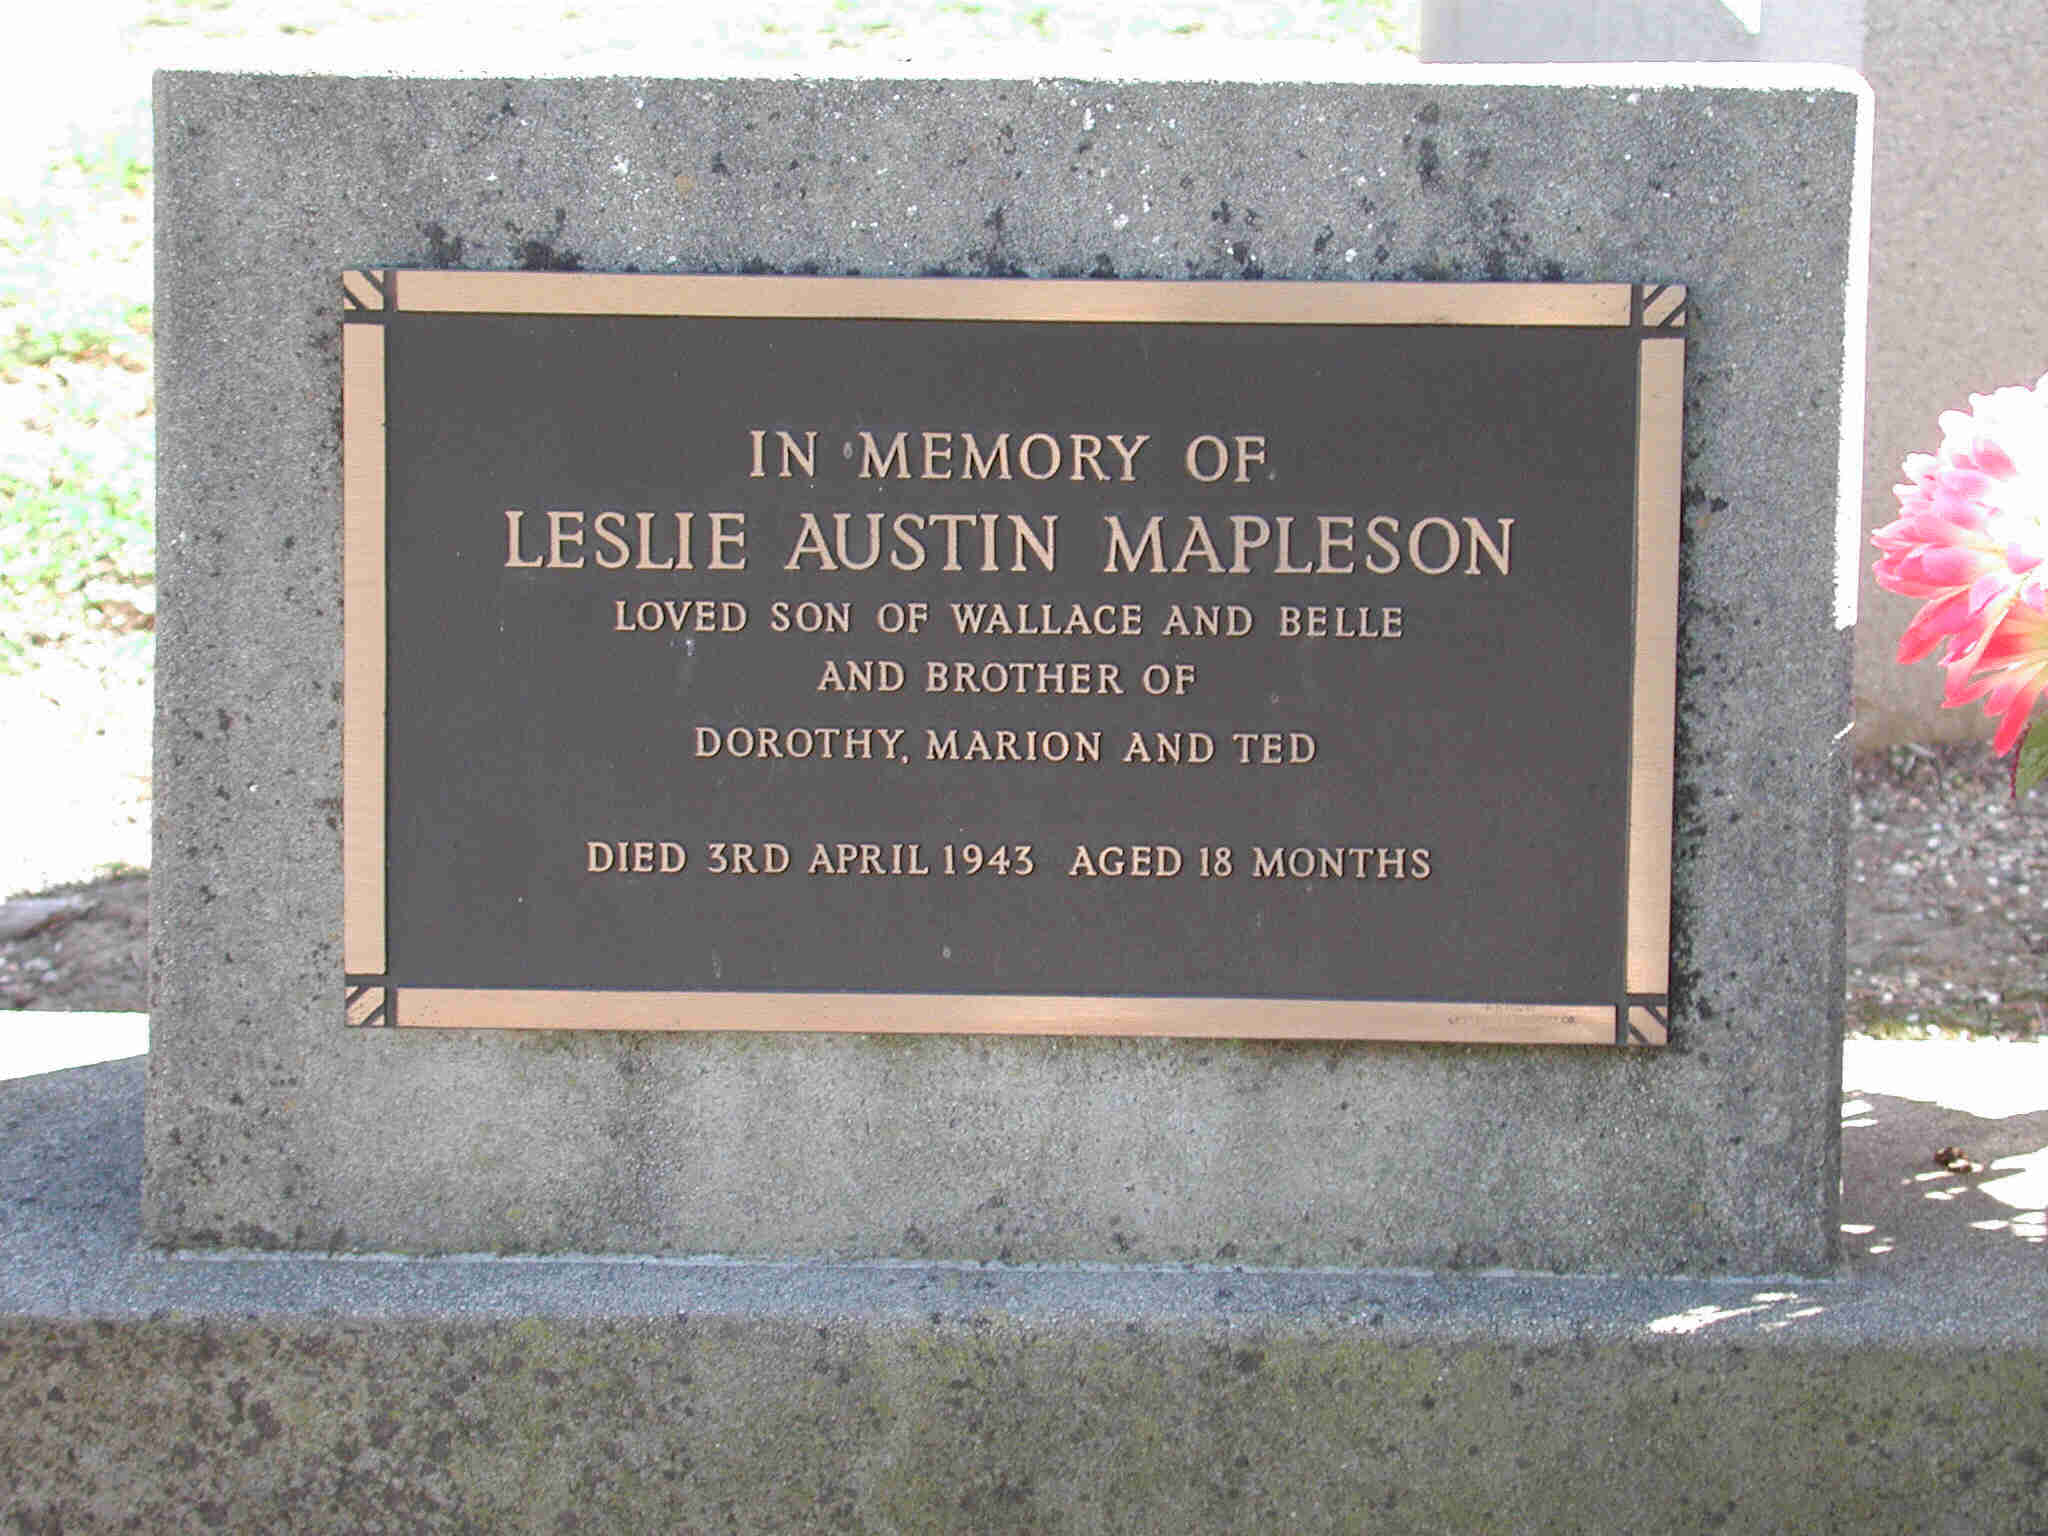 IN MEMORY OF
LESLIE AUSTIN MAPLESON
LOVED SON OF WALLACE AND BELLE
AND BROTHER OF
DOROTHY, MARION AND TED
DIED 3RD APRIL 1943 AGED 18 MONTHS